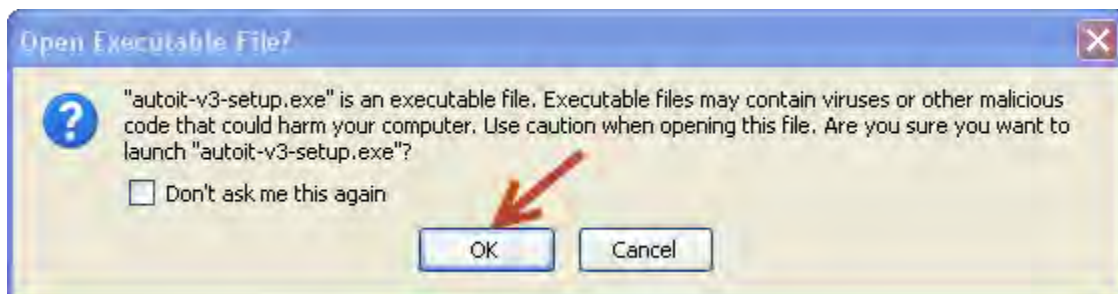 Open Executable File?
"autoit-v3-setup.exe" is an executable file. Executable files may contain viruses or other malicious
code that could harm your computer. Use caution when opening this file. Are you sure you want to
launch "autoit-v3-setup.exe"?
Don't ask me this again
OK Cancel